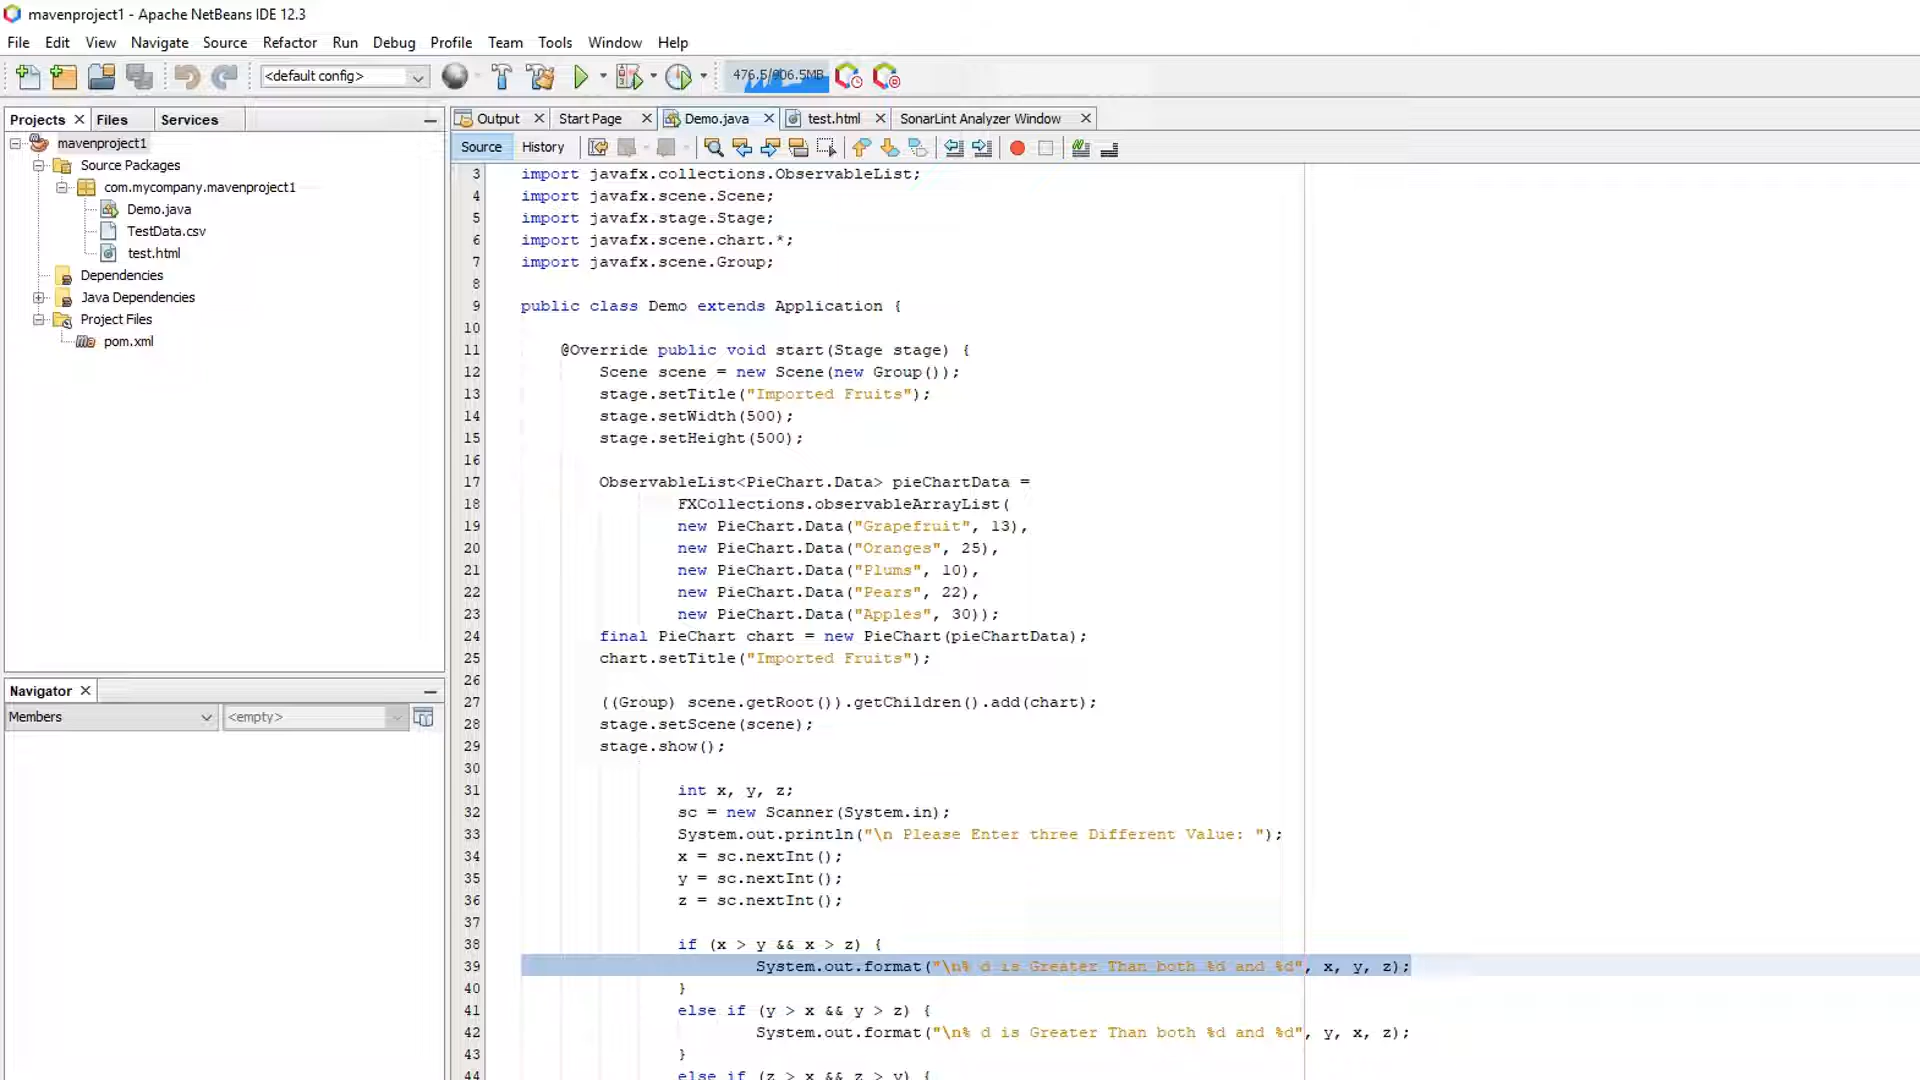 mavenproject1 - Apache NetBeans IDE 12.3
File Edit View Navigate Source Refactor Run Debug Profile Team Tools Window Help
<default config>
476.5/906.5MB
Projects Files Services
mavenproject1
Source Packages
com.mycompany.mavenproject1
Demo.java
TestData.csv
test.html
Dependencies
Java Dependencies
Project Files
pom.xml
Navigator
Members <empty>
Output Start Page Demo.java test.html SonarLint Analyzer Window
Source History
3 import javafx.collections.ObservableList;
4 import javafx.scene.Scene;
5 import javafx.stage.Stage;
6 import javafx.scene.chart.*;
7 import javafx.scene.Group;
8
9 public class Demo extends Application {
10
11 @Override public void start(Stage stage) {
12 Scene scene = new Scene(new Group());
13 stage.setTitle("Imported Fruits");
14 stage.setWidth(500);
15 stage.setHeight(500);
16
17 ObservableList<PieChart.Data> pieChartData =
18 FXCollections.observableArrayList(
19 new PieChart.Data("Grapefruit", 13),
20 new PieChart.Data("Oranges", 25),
21 new PieChart.Data("Plums", 10),
22 new PieChart.Data("Pears", 22),
23 new PieChart.Data("Apples", 30));
24 final PieChart chart = new PieChart(pieChartData);
25 chart.setTitle("Imported Fruits");
26
27 ((Group) scene.getRoot()).getChildren().add(chart);
28 stage.setScene(scene);
29 stage.show();
30
31 int x, y, z;
32 sc = new Scanner(System.in);
33 System.out.println("\n Please Enter three Different Value: ");
34 x = sc.nextInt();
35 y = sc.nextInt();
36 z = sc.nextInt();
37
38 if (x > y && x > z) {
39 System.out.format("\n% d is Greater Than both %d and %d", x, y, z);
40 }
41 else if (y > x && y > z) {
42 System.out.format("\n% d is Greater Than both %d and %d", y, x, z);
43 }
44 else if (z > x && z > y) {